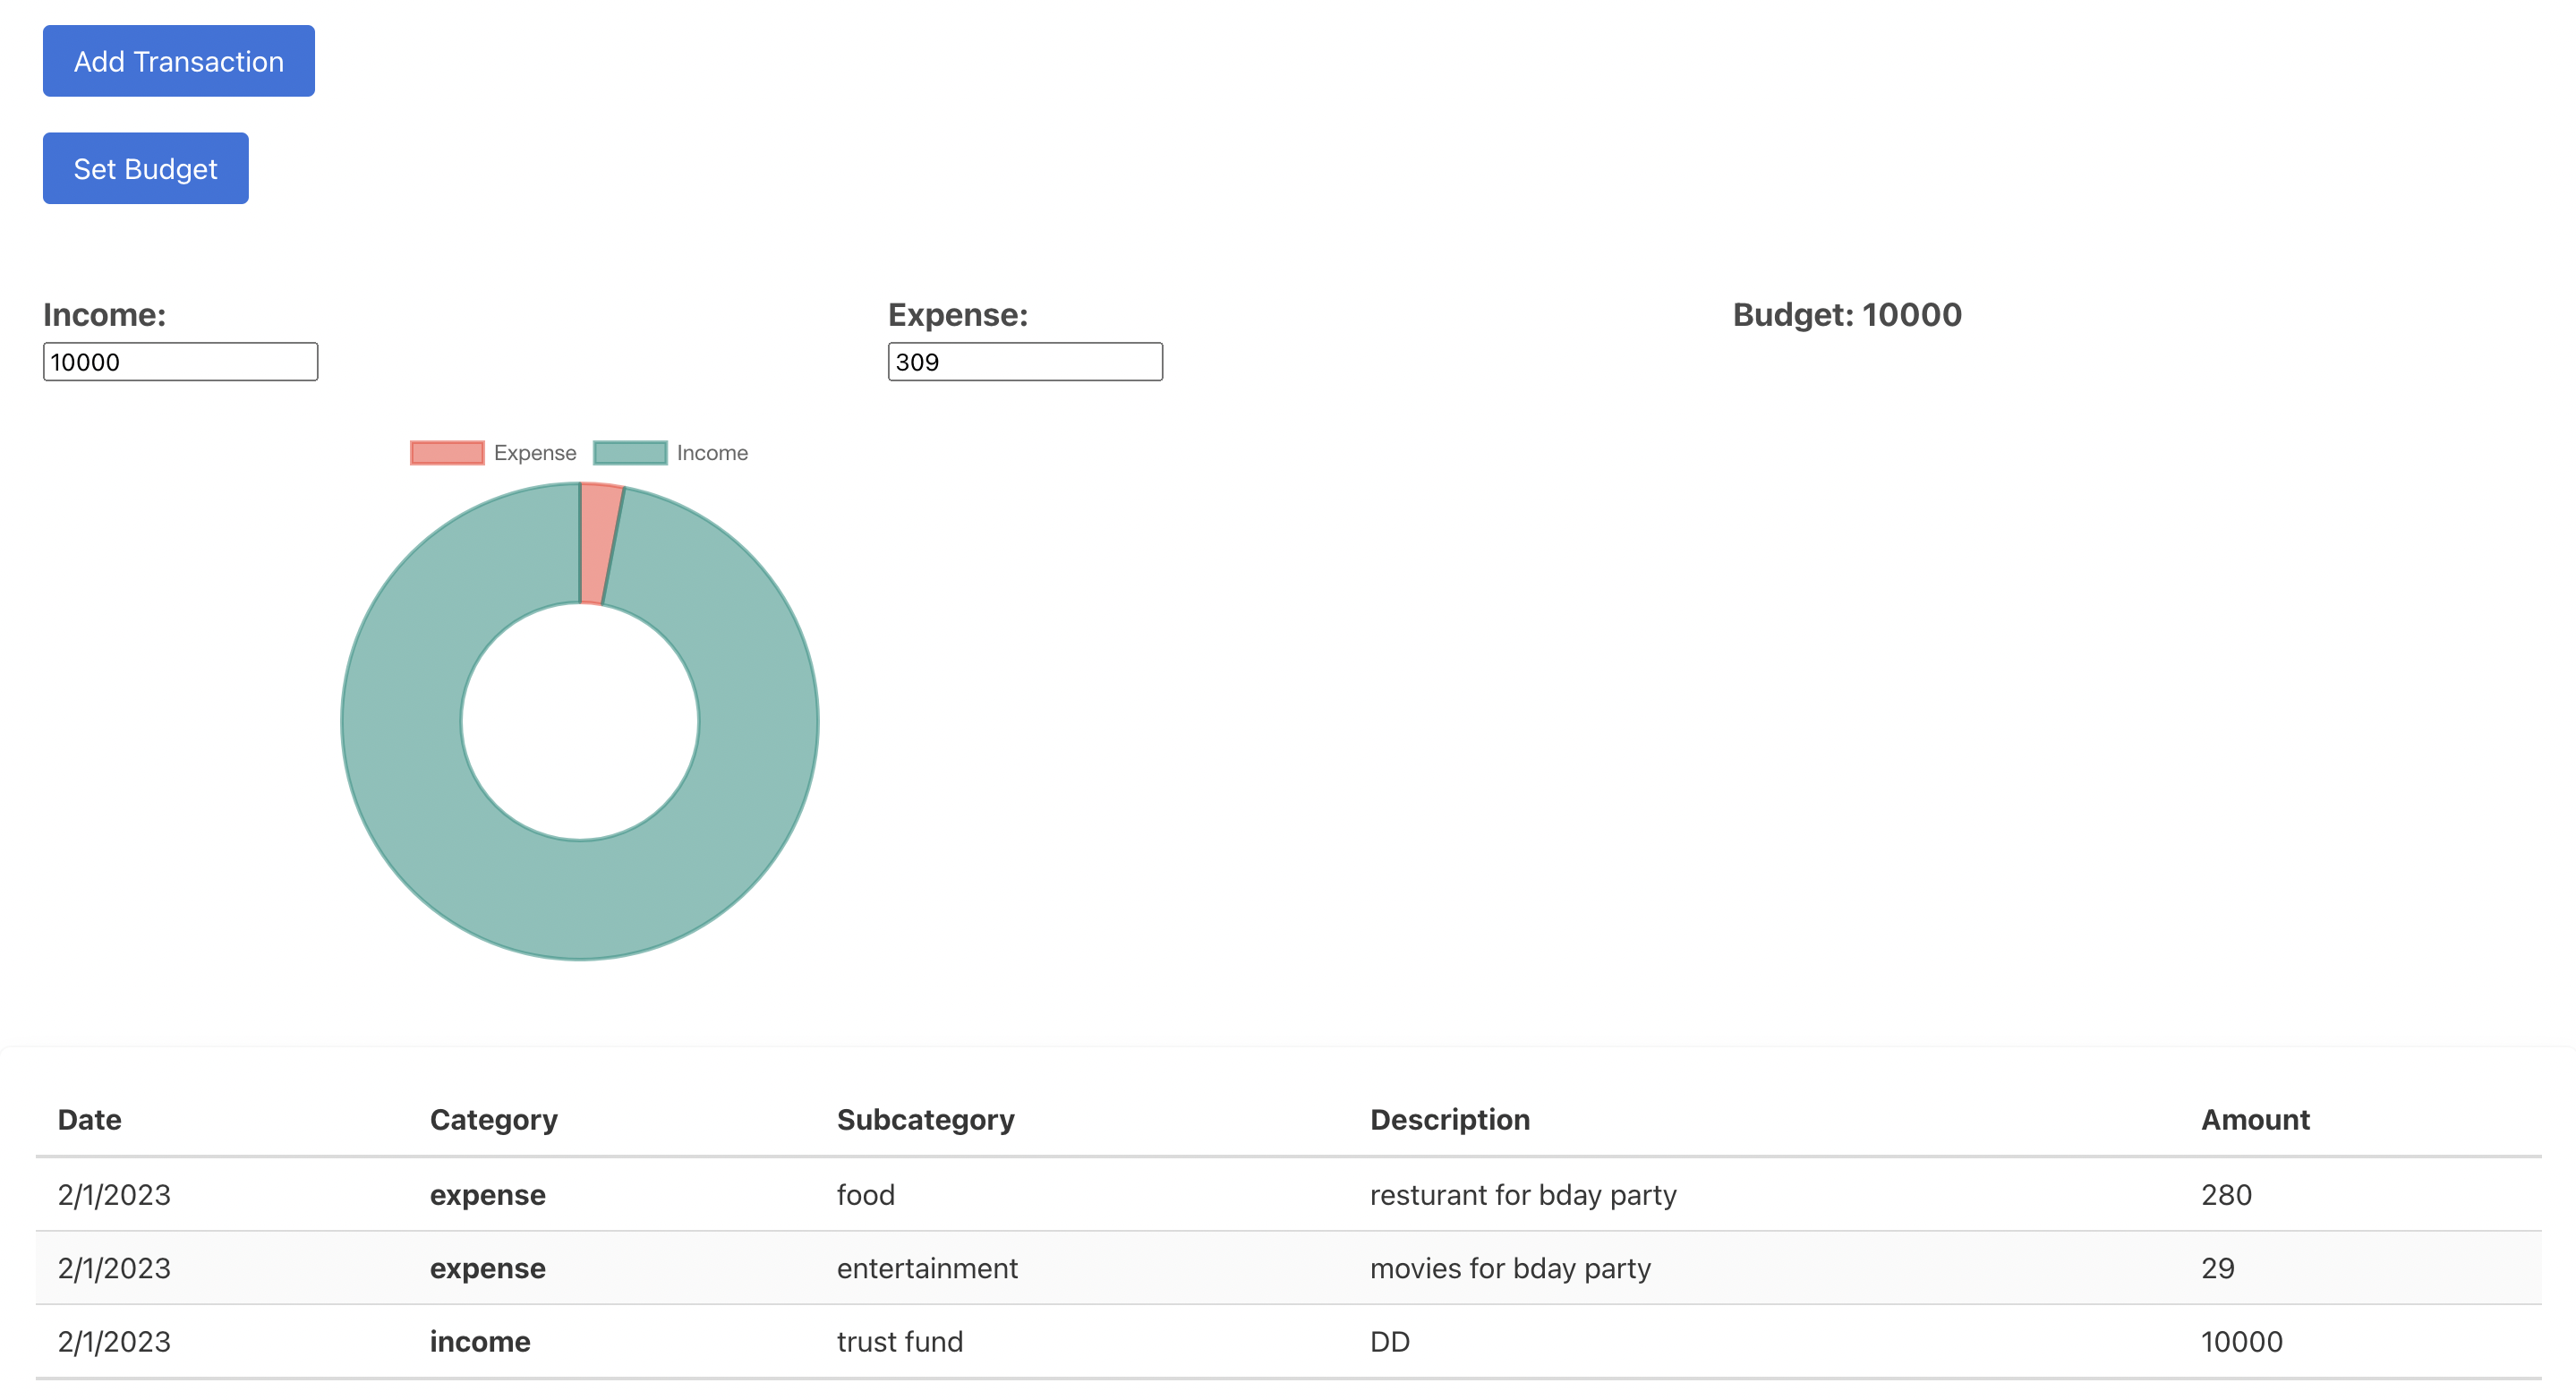 Add Transaction
Set Budget
Income: Expense: Budget: 10000
10000 309
Expense Income
Date Category Subcategory Description Amount
2/1/2023 expense food resturant for bday party 280
2/1/2023 expense entertainment movies for bday party 29
2/1/2023 income trust fund DD 10000